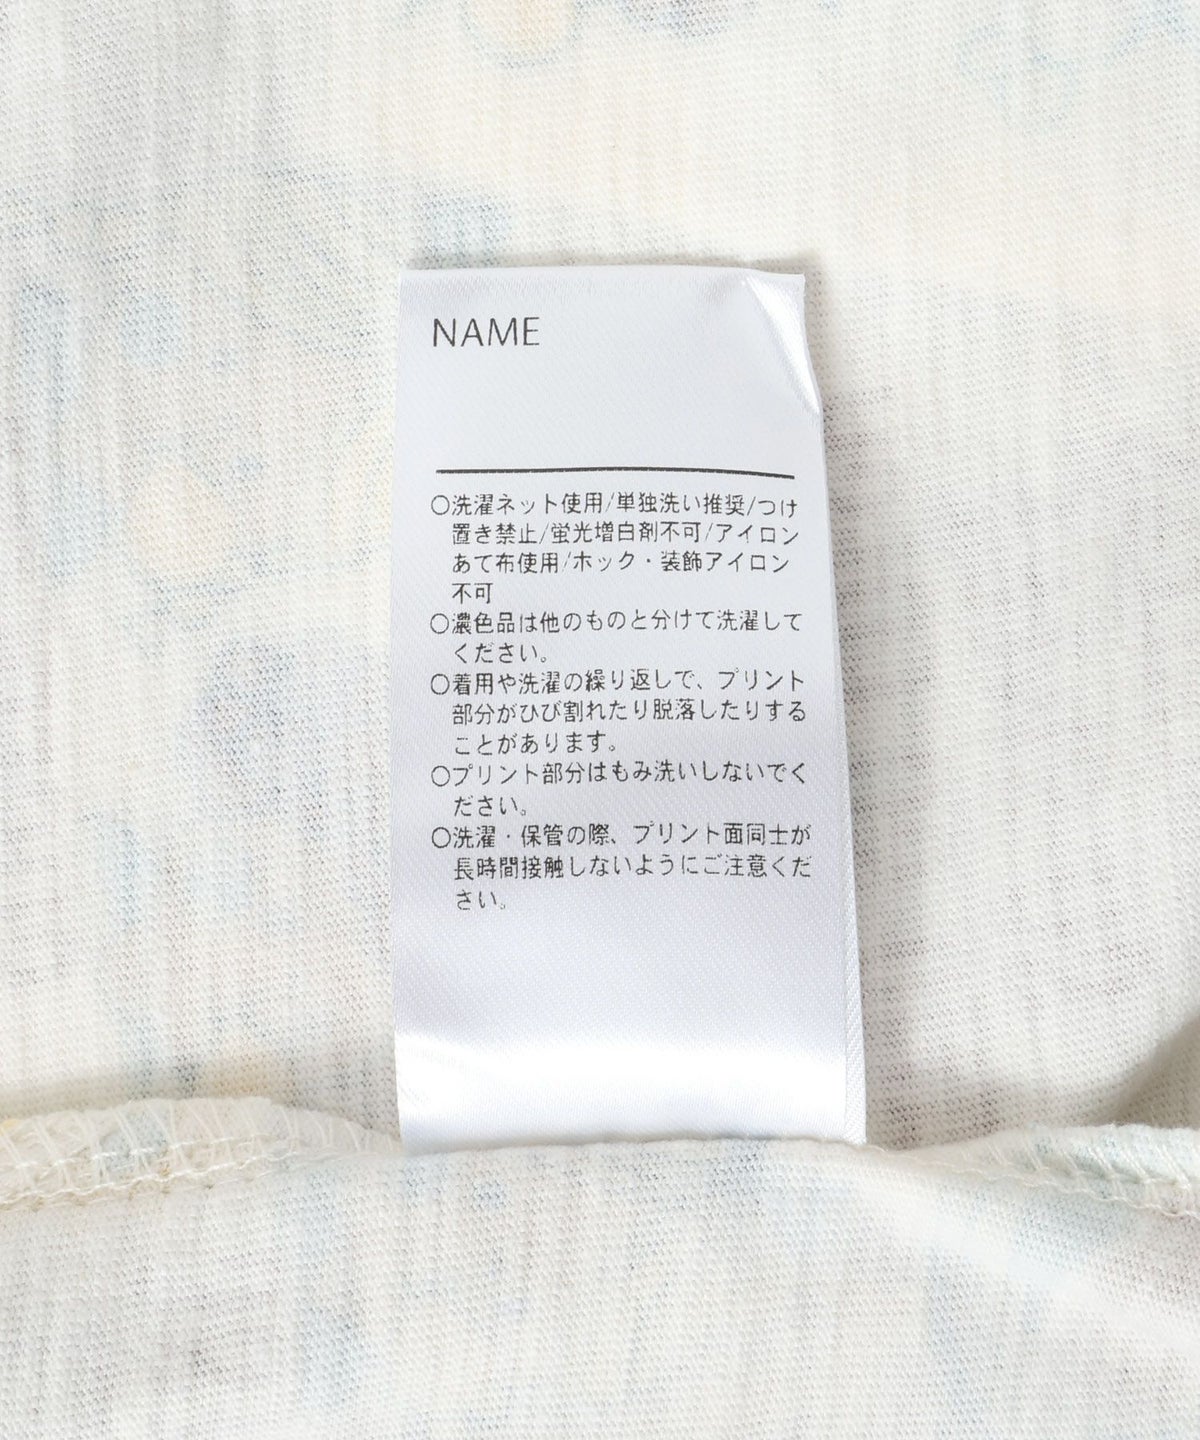 NAME
○洗濯ネット使用/単独洗い推奨/つけ
置き禁止/蛍光増白剤不可/アイロン
あて布使用/ホック・装飾アイロン
不可
○濃色品は他のものと分けて洗濯して
ください。
○着用や洗濯の繰り返しで、プリント
部分がひび割れたり脱落したりする
ことがあります。
○プリント部分はもみ洗いしないでく
ださい。
○洗濯・保管の際、プリント面同士が
長時間接触しないようにご注意くだ
さい。